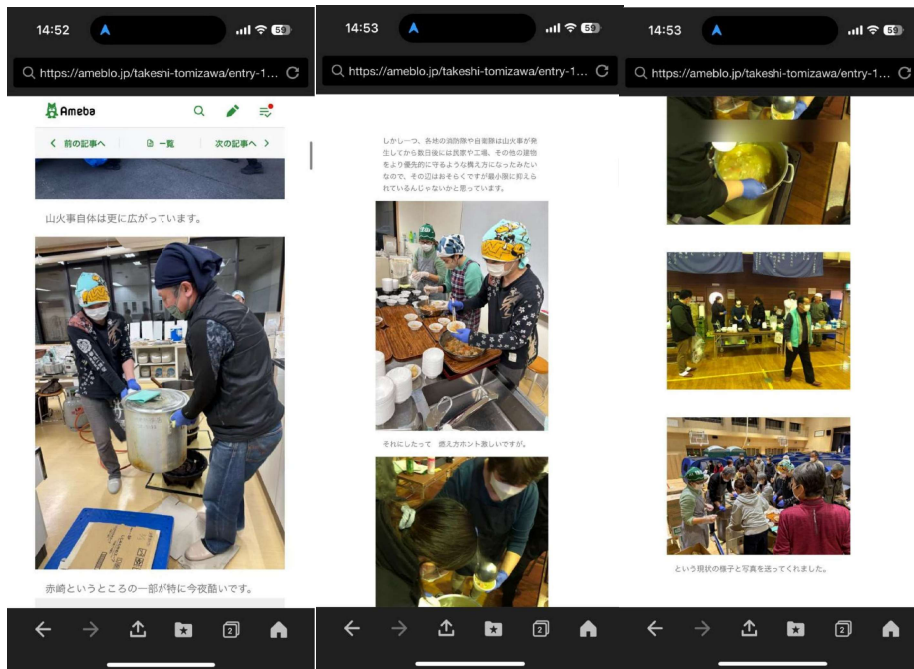 14:52
59
https://ameblo.jp/takeshi-tomizawa/entry-1...
Ameba
前の記事へ
一覧
次の記事へ
山火事自体は更に広がっています。
赤崎というところの一部が特に今夜酷いです。
2
14:53
59
https://ameblo.jp/takeshi-tomizawa/entry-1...
しかし一つ、各地の消防隊や自衛隊は山火事が発
生してから数日後には民家や工場、その他の建物
をより優先的に守るような構え方になったみたい
なので、その辺はおそらくですが最小限に抑えら
れているんじゃないかと思っています。
それにしたって 燃え方ホント激しいですが。
2
14:53
59
https://ameblo.jp/takeshi-tomizawa/entry-1...
という現状の様子と写真を送ってくれました。
2